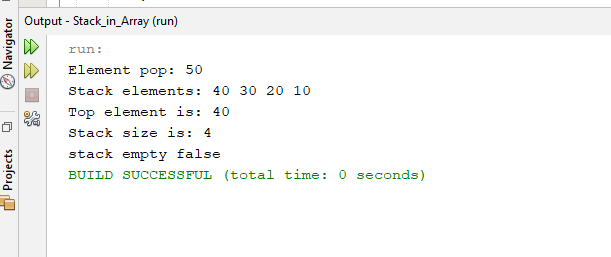 Output - Stack_in_Array (run)
Navigator
Projects
run:
Element pop: 50
Stack elements: 40 30 20 10
Top element is: 40
Stack size is: 4
stack empty false
BUILD SUCCESSFUL (total time: 0 seconds)